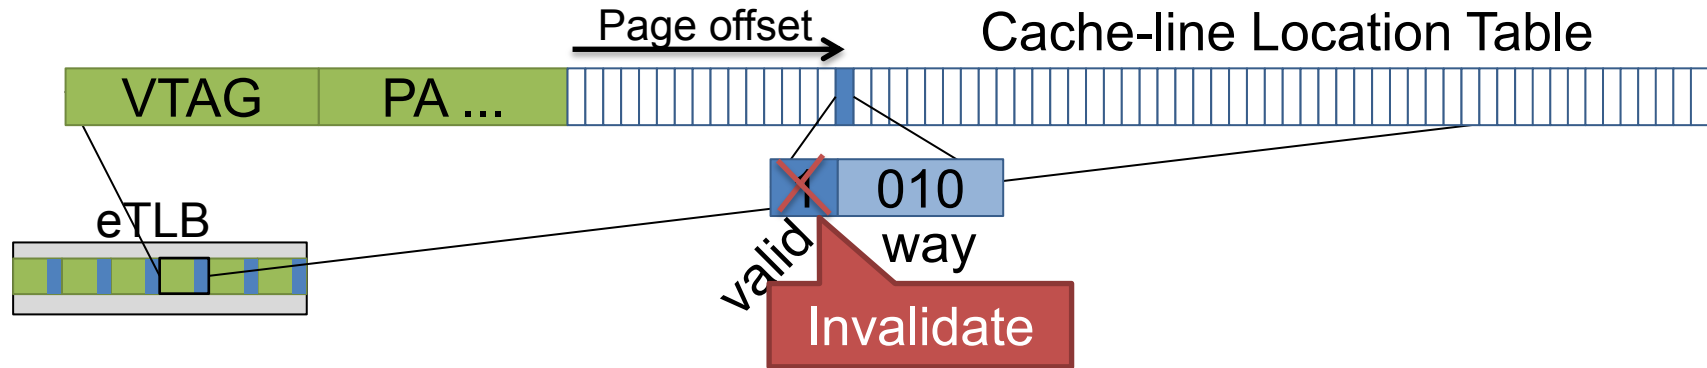 Page offset
Cache-line Location Table
VTAG
PA ...
1
010
eTLB
valid
way
Invalidate